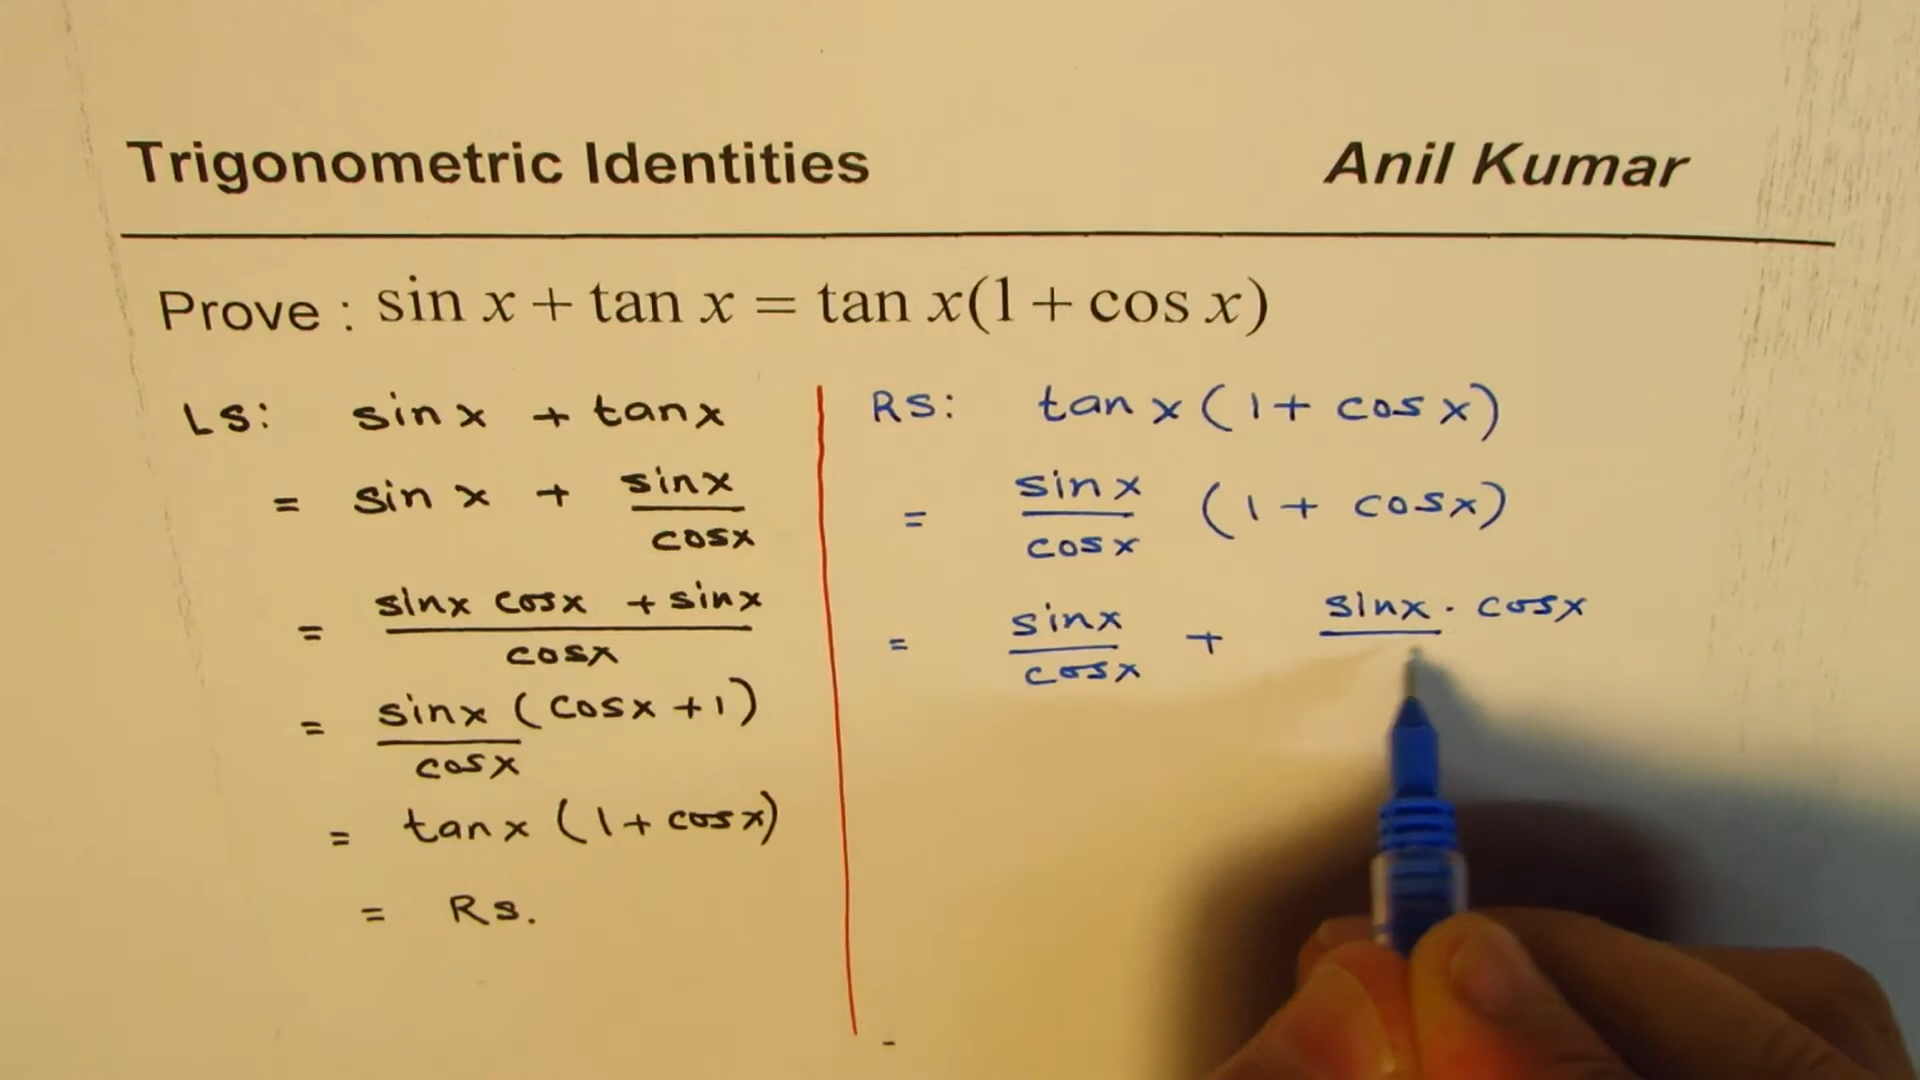 Trigonometric Identities Anil Kumar
Prove : sin x + tan x = tan x(1 + cos x)
LS: sin x + tan x
= sin x + sinx/cosx
= sinx cosx + sinx / cosx
= sinx (cosx + 1) / cosx
= tan x (1 + cosx)
= Rs.
RS: tan x (1 + cos x)
= sin x / cos x (1 + cosx)
= sinx / cosx + sinx · cosx